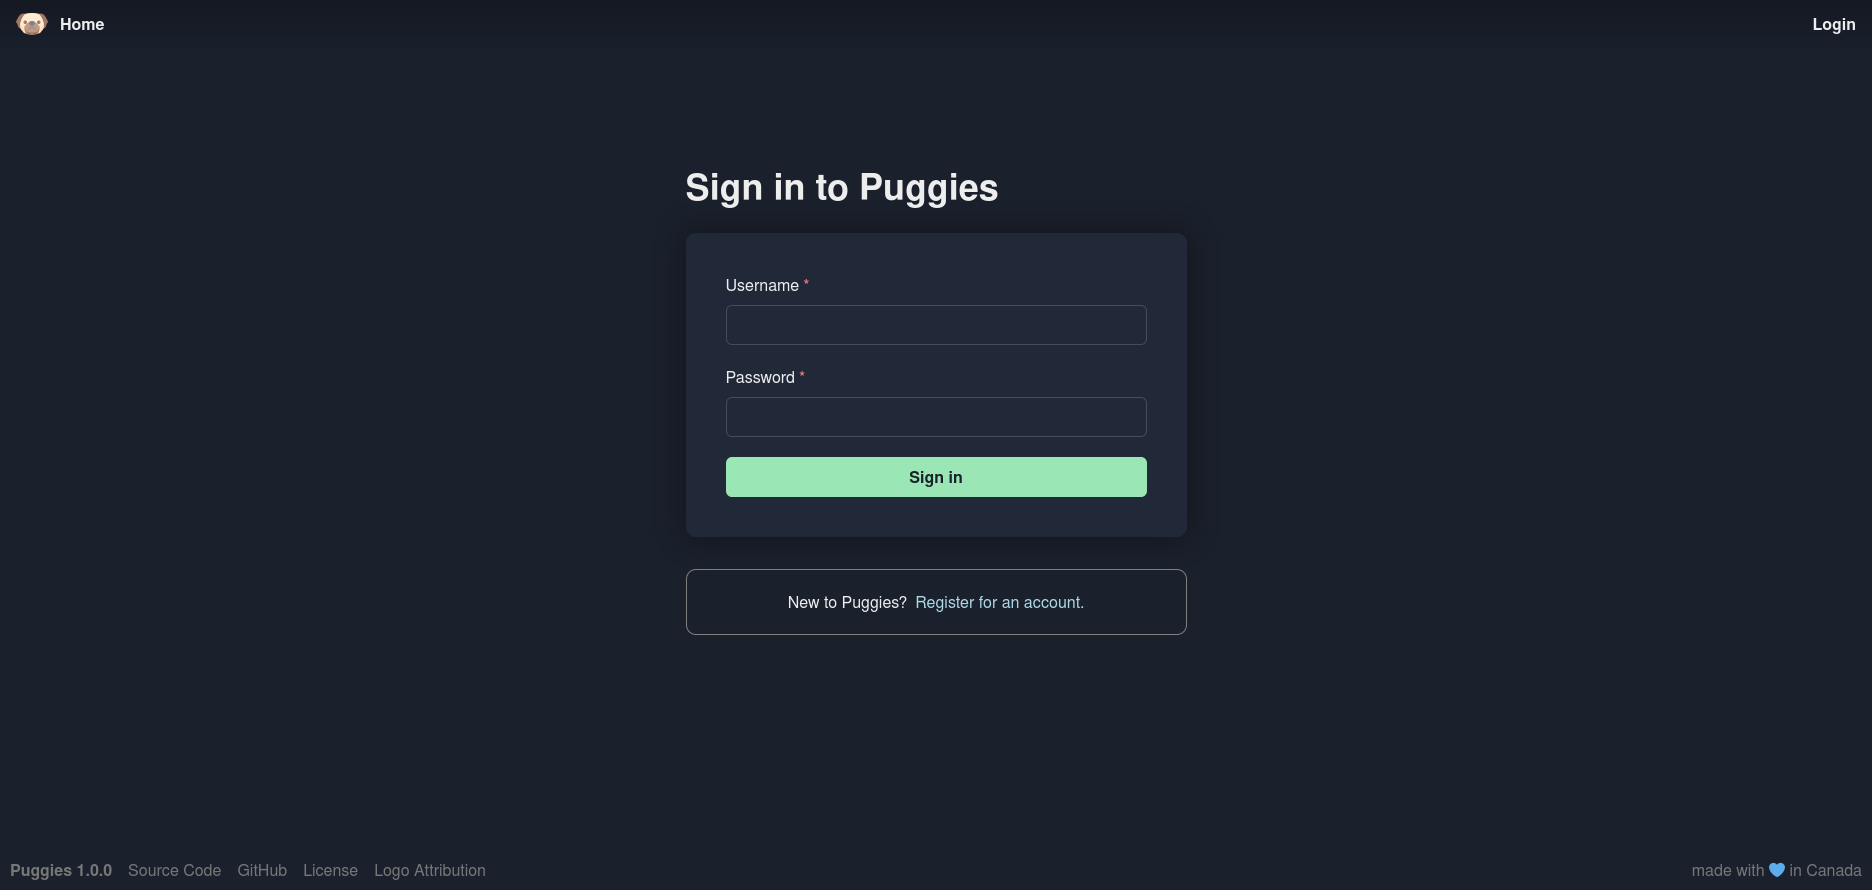 Home
Login
Sign in to Puggies
Username *
Password *
Sign in
New to Puggies? Register for an account.
Puggies 1.0.0 Source Code GitHub License Logo Attribution
made with 💙 in Canada